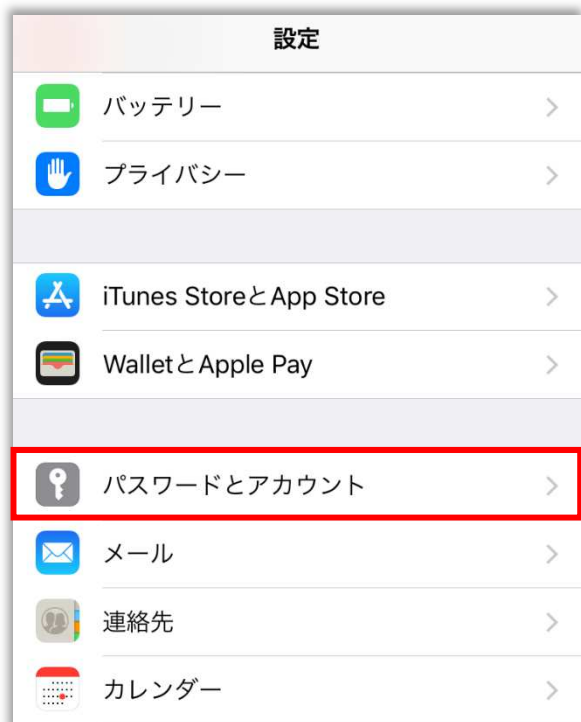 設定
バッテリー
プライバシー
iTunes StoreとApp Store
WalletとApple Pay
パスワードとアカウント
メール
連絡先
カレンダー